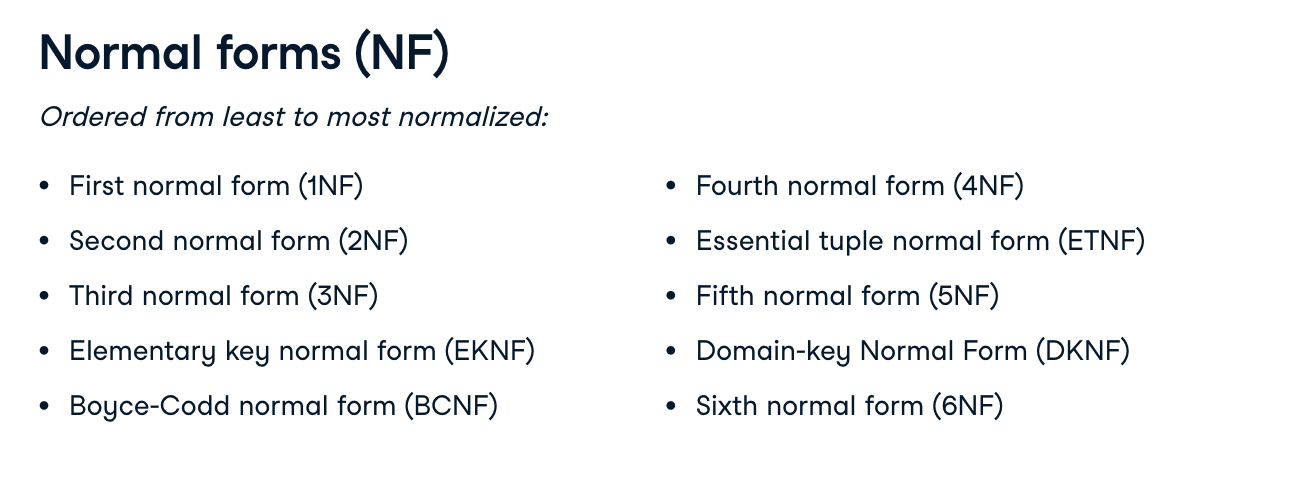 Normal forms (NF)
Ordered from least to most normalized:
• First normal form (1NF)
• Second normal form (2NF)
• Third normal form (3NF)
• Elementary key normal form (EKNF)
• Boyce-Codd normal form (BCNF)
• Fourth normal form (4NF)
• Essential tuple normal form (ETNF)
• Fifth normal form (5NF)
• Domain-key Normal Form (DKNF)
• Sixth normal form (6NF)